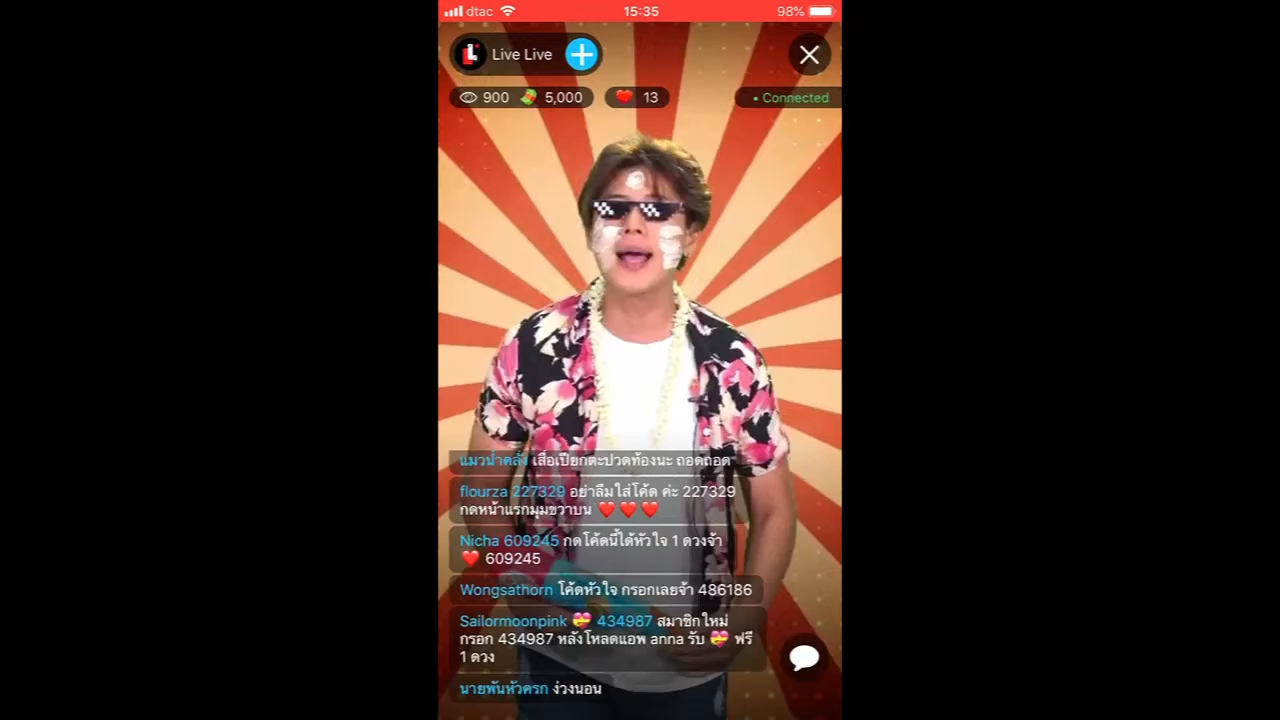 dtac 15:35 98%
Live Live
900 5,000 13 • Connected
แมวน้ำคลั่ง เสื้อเปียกตะปวดท้องนะ ถอดถอด
flourza 227329 อย่าลืมใส่โค้ด ค่ะ 227329
กดหน้าแรกมุมขวาบน ❤️❤️❤️
Nicha 609245 กดโค้ดนี้ได้หัวใจ 1 ดวงจ้า
❤️ 609245
Wongsathorn โค้ดหัวใจ กรอกเลยจ้า 486186
Sailormoonpink 💝 434987 สมาชิกใหม่
กรอก 434987 หลังโหลดแอพ anna รับ 💝 ฟรี
1 ดวง
นายพันหัวครก ง่วงนอน